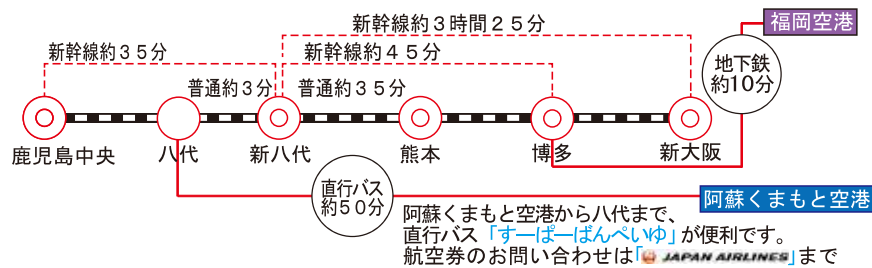 新幹線約3時間25分
福岡空港
新幹線約35分
新幹線約45分
地下鉄
約10分
普通約3分
普通約35分
鹿児島中央
八代
新八代
熊本
博多
新大阪
直行バス
約50分
阿蘇くまもと空港
阿蘇くまもと空港から八代まで、
直行バス「すーぱーばんぺいゆ」が便利です。
航空券のお問い合わせは「JAPAN AIRLINES」まで